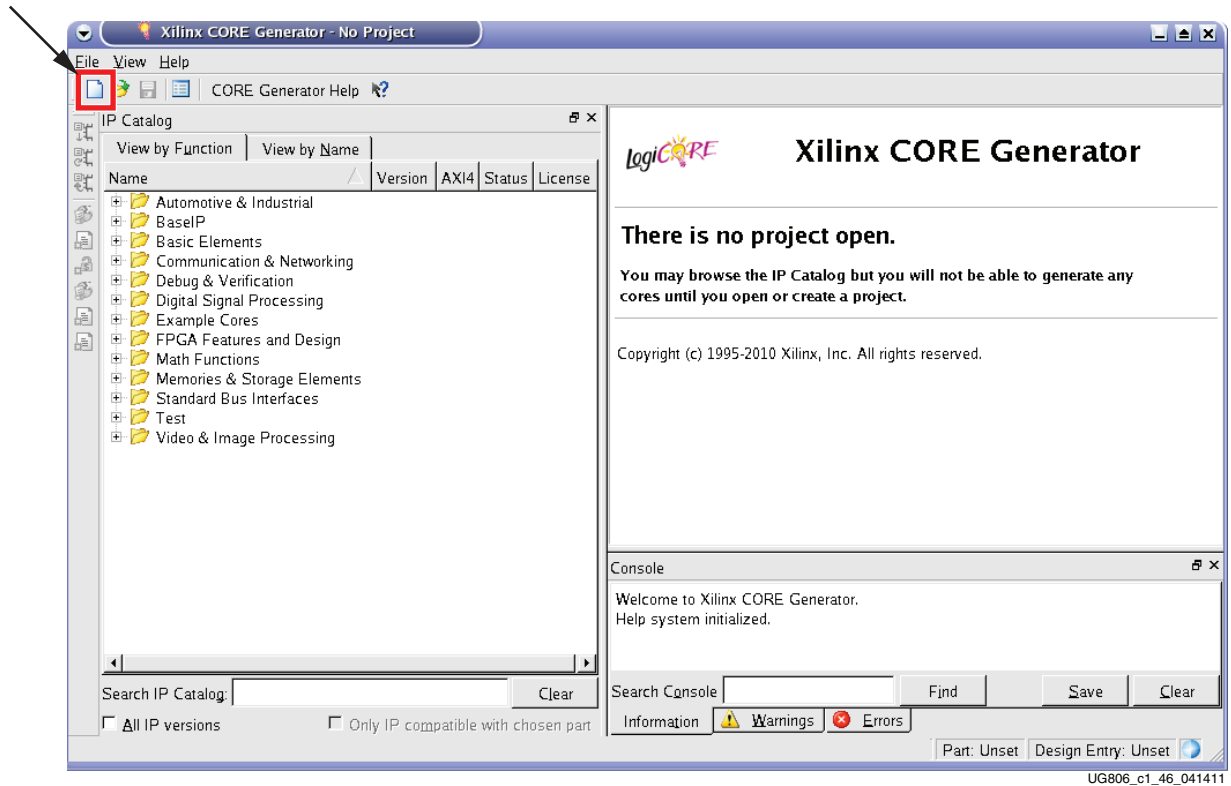 Xilinx CORE Generator - No Project
File View Help
CORE Generator Help
IP Catalog
View by Function View by Name
Name Version AXI4 Status License
Automotive & Industrial
BaseIP
Basic Elements
Communication & Networking
Debug & Verification
Digital Signal Processing
Example Cores
FPGA Features and Design
Math Functions
Memories & Storage Elements
Standard Bus Interfaces
Test
Video & Image Processing
Search IP Catalog: Clear
All IP versions Only IP compatible with chosen part
LogiCORE Xilinx CORE Generator
There is no project open.
You may browse the IP Catalog but you will not be able to generate any
cores until you open or create a project.
Copyright (c) 1995-2010 Xilinx, Inc. All rights reserved.
Console
Welcome to Xilinx CORE Generator.
Help system initialized.
Search Console Find Save Clear
Information Warnings Errors
Part: Unset Design Entry: Unset
UG806_c1_46_041411